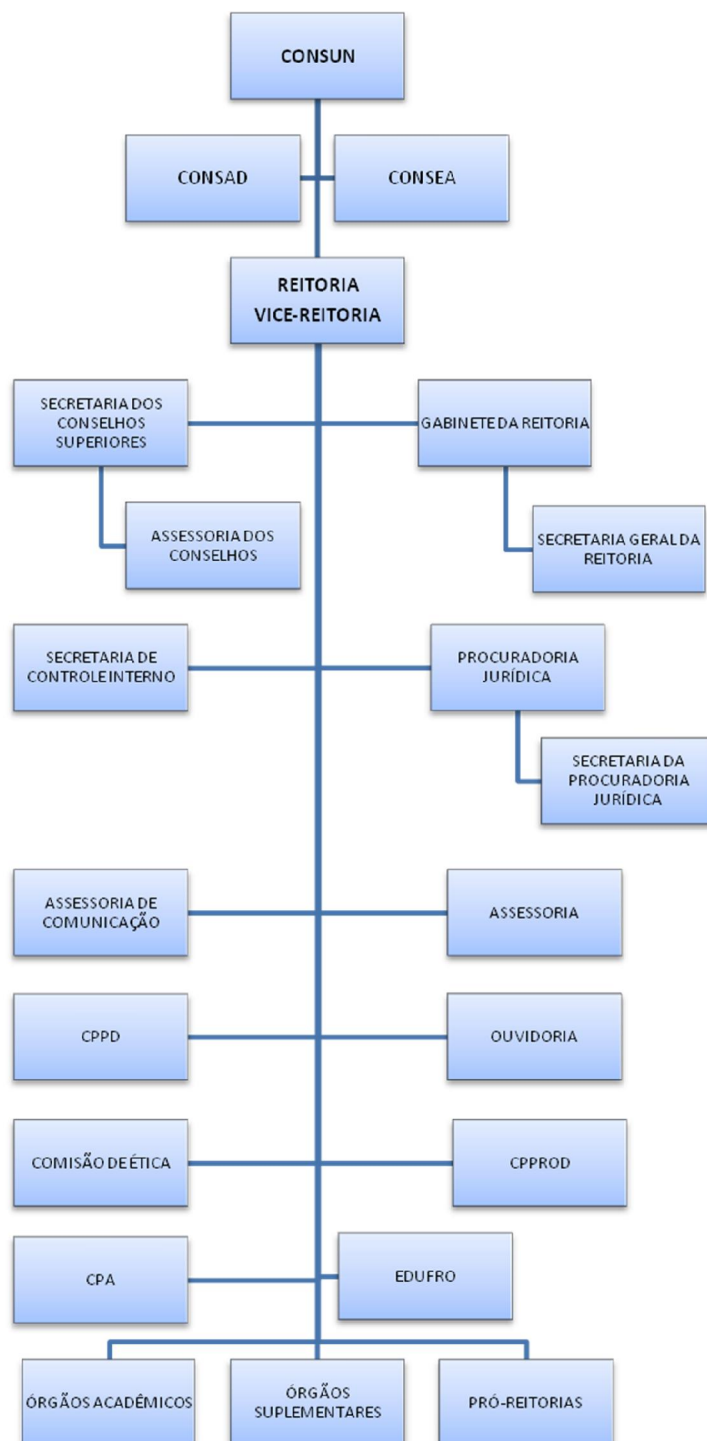 CONSUN
CONSAD
CONSEA
REITORIA
VICE-REITORIA
SECRETARIA DOS
CONSELHOS
SUPERIORES
GABINETE DA REITORIA
ASSESSORIA DOS
CONSELHOS
SECRETARIA GERAL DA
REITORIA
SECRETARIA DE
CONTROLE INTERNO
PROCURADORIA
JURÍDICA
SECRETARIA DA
PROCURADORIA
JURÍDICA
ASSESSORIA DE
COMUNICAÇÃO
ASSESSORIA
CPPD
OUVIDORIA
COMISÃO DE ÉTICA
CPPROD
CPA
EDUFRO
ÓRGÃOS ACADÊMICOS
ÓRGÃOS
SUPLEMENTARES
PRÓ-REITORIAS